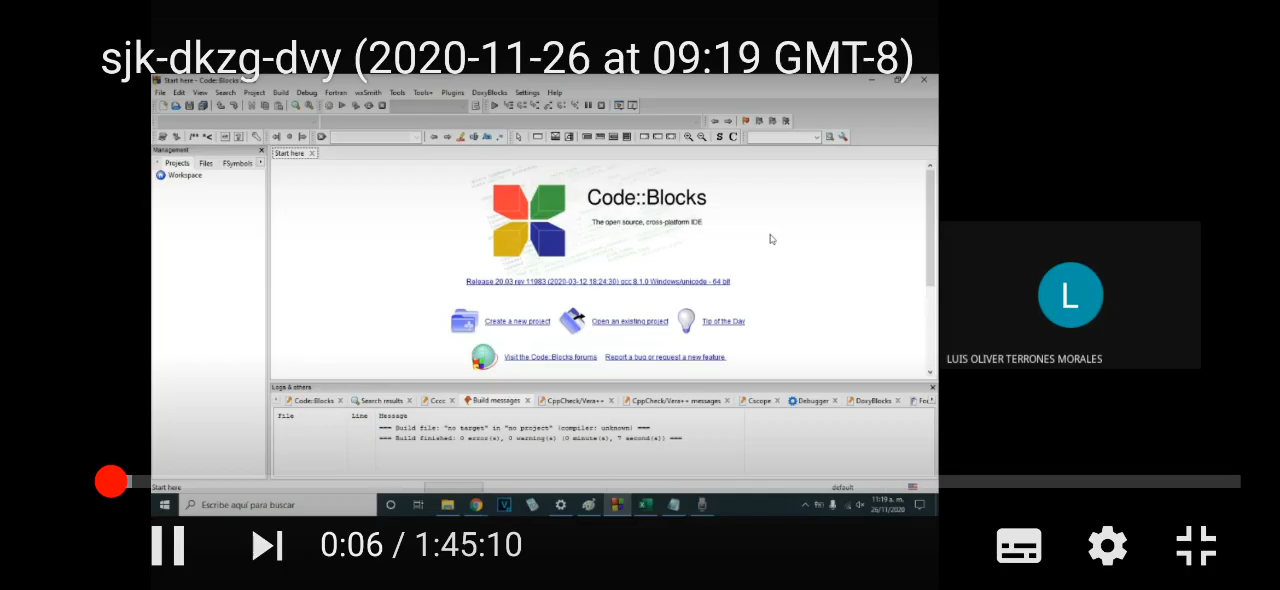 sjk-dkzg-dvy (2020-11-26 at 09:19 GMT-8)
Start here - Code::Blocks
File Edit View Search Project Build Debug Fortran wxSmith Tools Tools+ Plugins DoxyBlocks Settings Help
S C
Management
Projects Files FSymbols
Workspace
Start here
Code::Blocks
The open source, cross-platform IDE
Release 20.03 rev 11983 (2020-03-12 18:24:30) gcc 8.1.0 Windows/unicode - 64 bit
Create a new project Open an existing project Tip of the Day
Visit the Code::Blocks forums Report a bug or request a new feature
L
LUIS OLIVER TERRONES MORALES
Logs & others
Code::Blocks Search results Cccc Build messages CppCheck/Vera++ CppCheck/Vera++ messages Cscope Debugger DoxyBlocks
File Line Message
=== Build file: "no target" in "no project" (compiler: unknown) ===
=== Build finished: 0 error(s), 0 warning(s) (0 minute(s), 7 second(s)) ===
Start here default
Escribe aquí para buscar
11:19 a. m.
26/11/2020
0:06 / 1:45:10